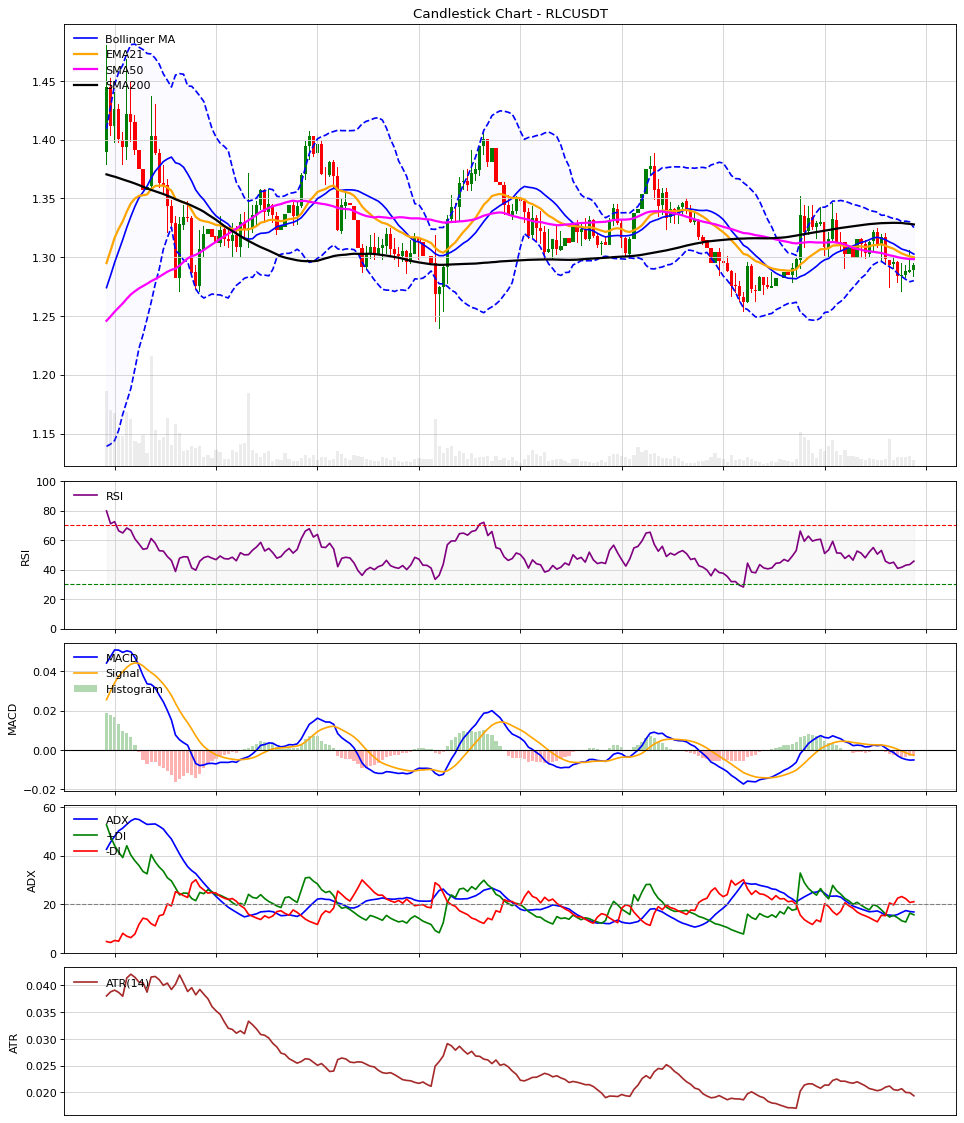 Candlestick Chart - RLCUSDT
Bollinger MA
EMA21
SMA50
SMA200
1.45
1.40
1.35
1.30
1.25
1.20
1.15
RSI
100
80
60
40
20
0
RSI
MACD
Signal
Histogram
0.04
0.02
0.00
−0.02
MACD
ADX
+DI
-DI
60
40
20
0
ADX
ATR(14)
0.040
0.035
0.030
0.025
0.020
ATR